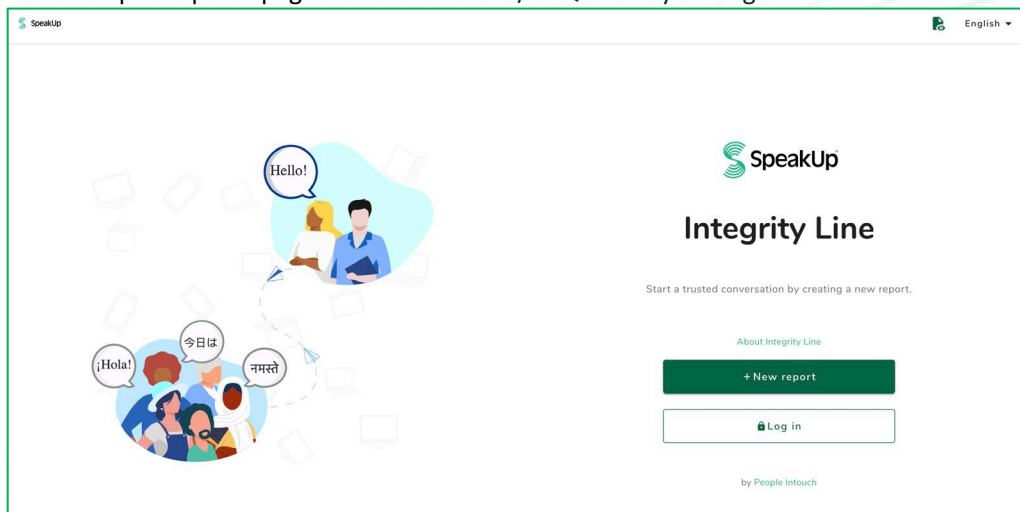 SpeakUp
English
Hello!
¡Hola!
今日は
नमस्ते
SpeakUp
Integrity Line
Start a trusted conversation by creating a new report.
About Integrity Line
+New report
Log in
by People Intouch